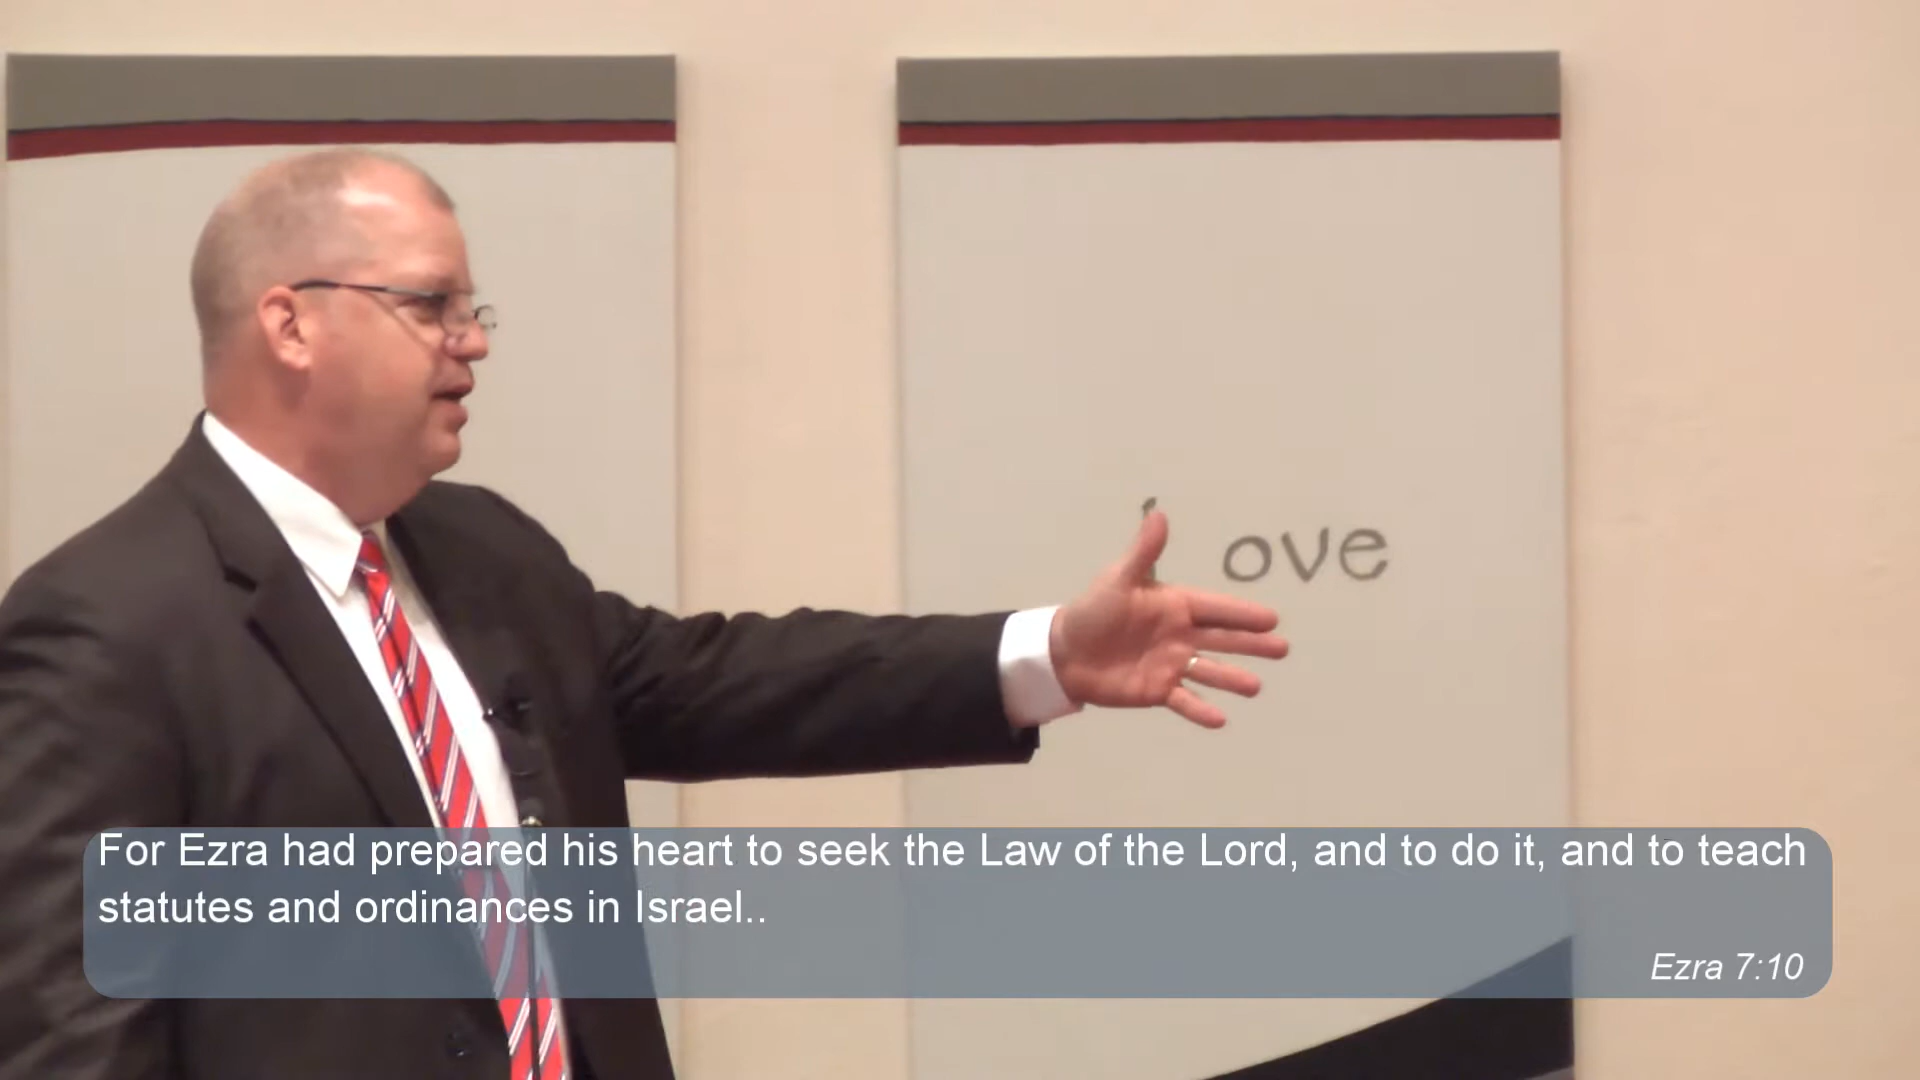 ove
For Ezra had prepared his heart to seek the Law of the Lord, and to do it, and to teach
statutes and ordinances in Israel..
Ezra 7:10